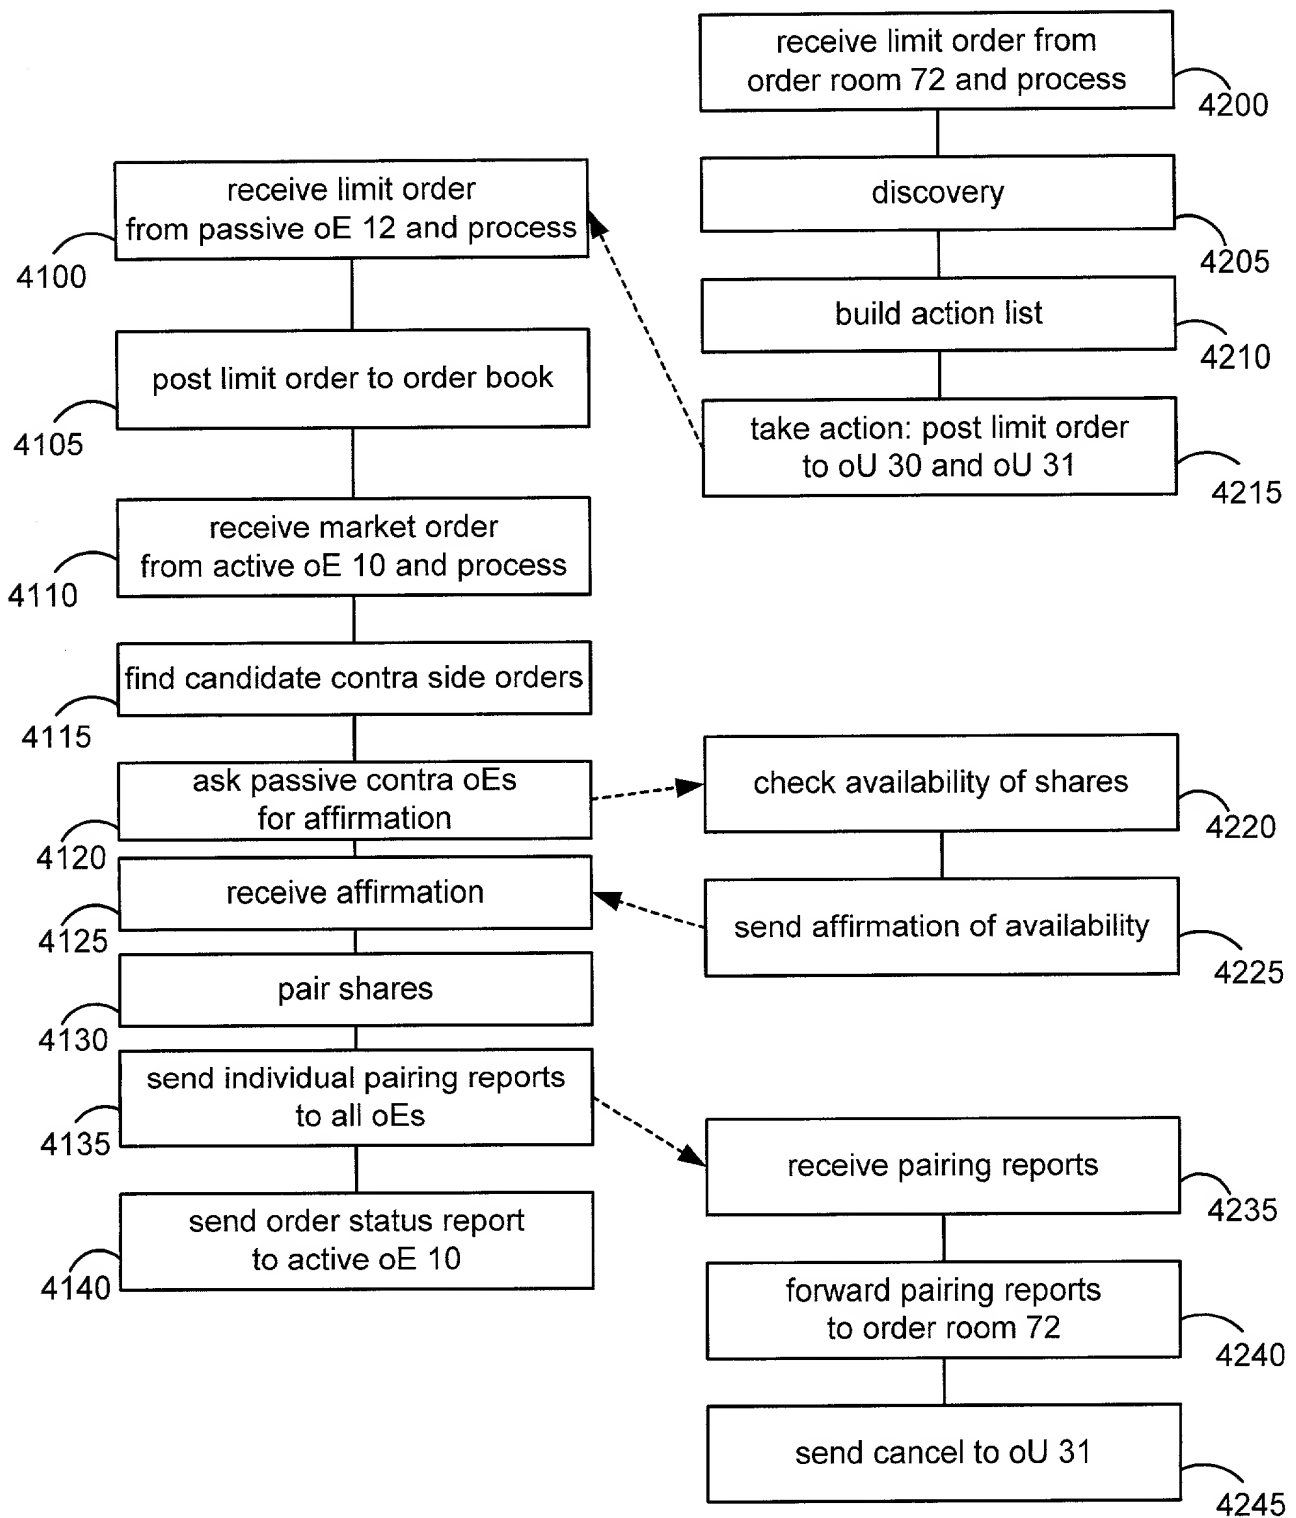 receive limit order from
order room 72 and process
4200
discovery
4205
build action list
4210
take action: post limit order
to oU 30 and oU 31
4215
receive limit order
from passive oE 12 and process
4100
post limit order to order book
4105
receive market order
from active oE 10 and process
4110
find candidate contra side orders
4115
ask passive contra oEs
for affirmation
4120
check availability of shares
4220
receive affirmation
4125
send affirmation of availability
4225
pair shares
4130
send individual pairing reports
to all oEs
4135
send order status report
to active oE 10
4140
receive pairing reports
4235
forward pairing reports
to order room 72
4240
send cancel to oU 31
4245